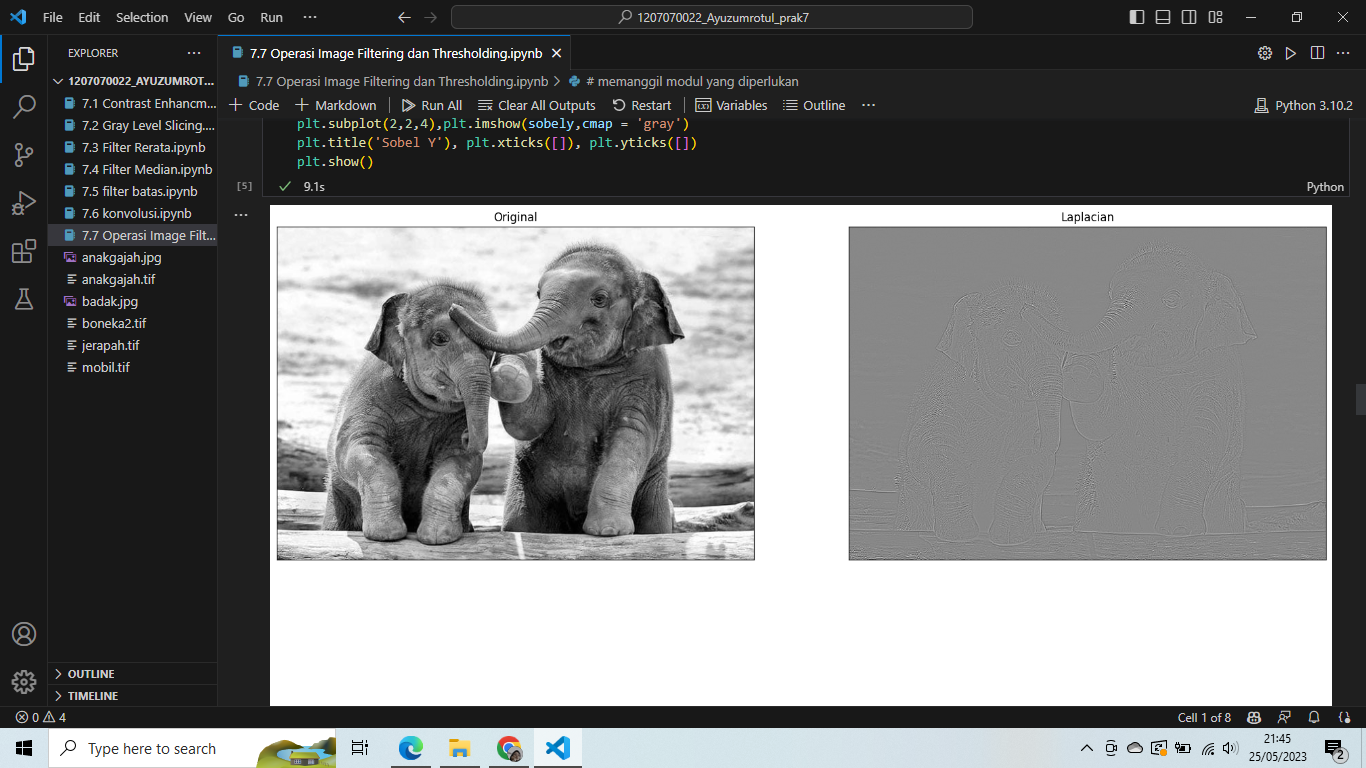 File Edit Selection View Go Run ···
1207070022_Ayuzumrotul_prak7
EXPLORER ···
1207070022_AYUZUMROT...
7.1 Contrast Enhancm...
7.2 Gray Level Slicing....
7.3 Filter Rerata.ipynb
7.4 Filter Median.ipynb
7.5 filter batas.ipynb
7.6 konvolusi.ipynb
7.7 Operasi Image Filt...
anakgajah.jpg
anakgajah.tif
badak.jpg
boneka2.tif
jerapah.tif
mobil.tif
OUTLINE
TIMELINE
7.7 Operasi Image Filtering dan Thresholding.ipynb
7.7 Operasi Image Filtering dan Thresholding.ipynb > # memanggil modul yang diperlukan
+ Code + Markdown Run All Clear All Outputs Restart Variables Outline ··· Python 3.10.2
plt.subplot(2,2,4),plt.imshow(sobely,cmap = 'gray')
plt.title('Sobel Y'), plt.xticks([]), plt.yticks([])
plt.show()
[5] ✓ 9.1s Python
Original Laplacian
0 4 Cell 1 of 8
Type here to search
21:45
25/05/2023
2